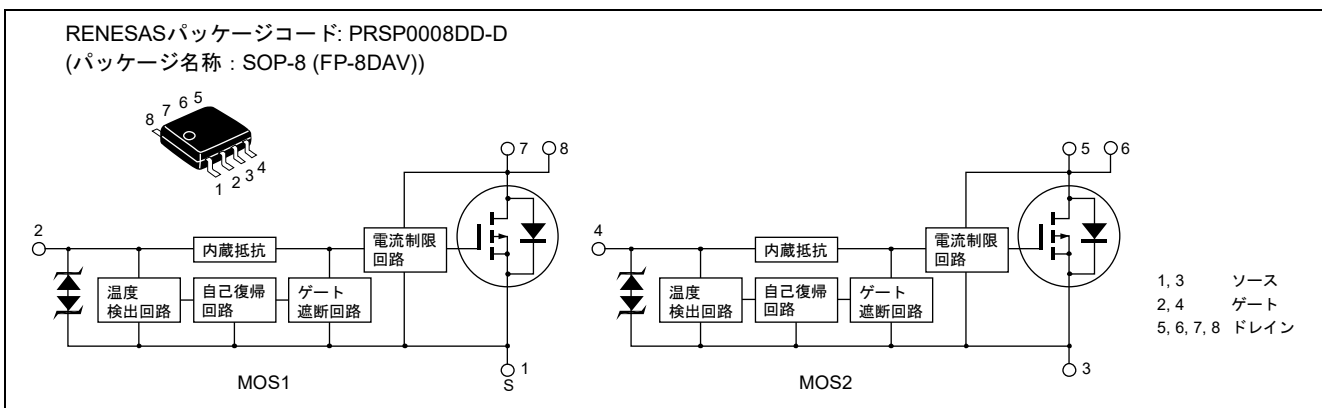 RENESASパッケージコード: PRSP0008DD-D
(パッケージ名称：SOP-8 (FP-8DAV))
8 7 6 5
1 2 3 4
7 8
2
内蔵抵抗
電流制限
回路
温度
検出回路
自己復帰
回路
ゲート
遮断回路
1
S
MOS1
5 6
4
内蔵抵抗
電流制限
回路
温度
検出回路
自己復帰
回路
ゲート
遮断回路
3
MOS2
1, 3 ソース
2, 4 ゲート
5, 6, 7, 8 ドレイン